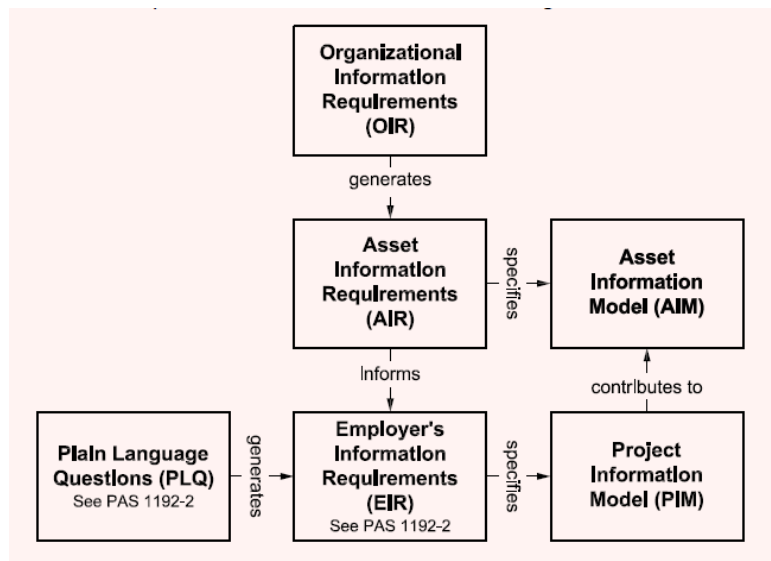 Organizational
Information
Requirements
(OIR)
generates
Asset
Information
Requirements
(AIR)
specifies
Asset
Information
Model (AIM)
Informs
contributes to
Plain Language
Questions (PLQ)
See PAS 1192-2
generates
Employer's
Information
Requirements
(EIR)
See PAS 1192-2
specifies
Project
Information
Model (PIM)